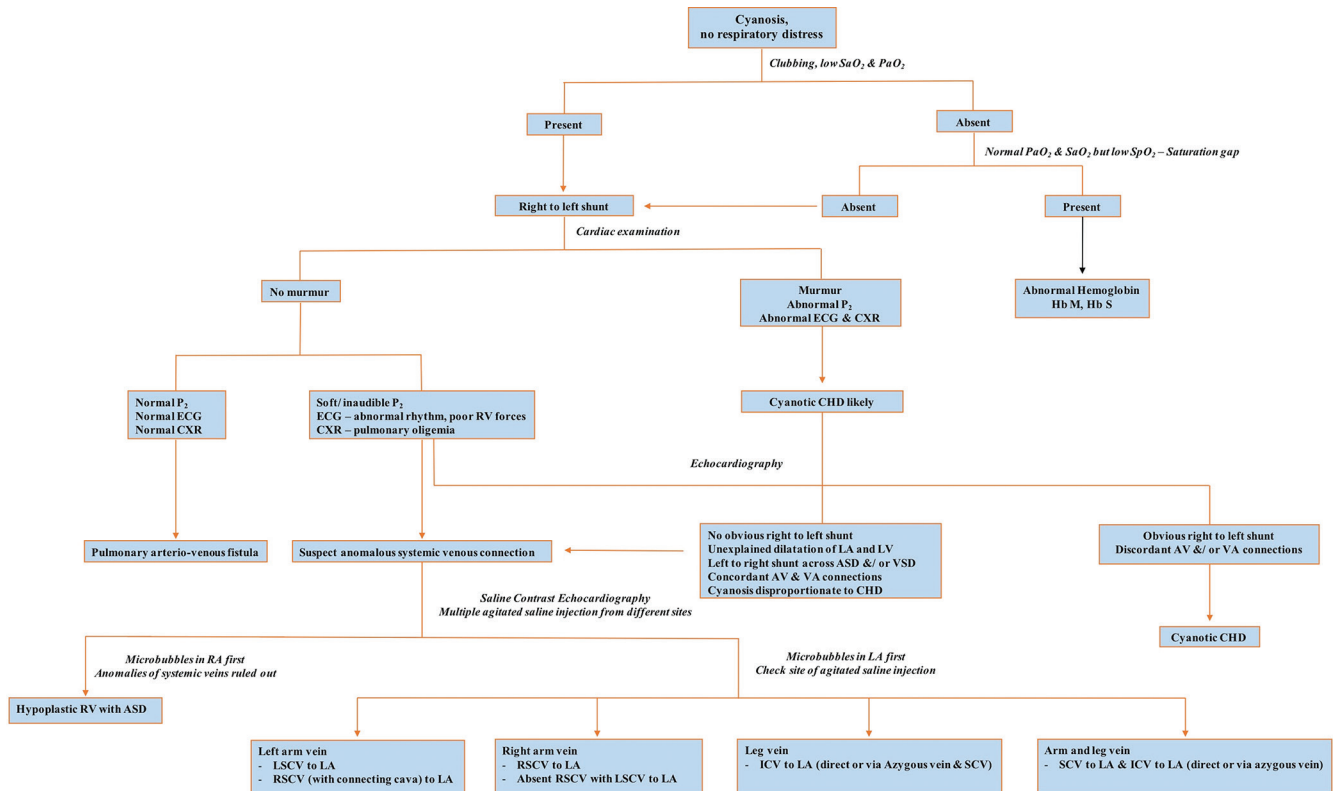 Cyanosis,
no respiratory distress
Clubbing, low SaO₂ & PaO₂
Present
Absent
Normal PaO₂ & SaO₂ but low SpO₂ – Saturation gap
Right to left shunt
Absent
Present
Cardiac examination
No murmur
Murmur
Abnormal P₂
Abnormal ECG & CXR
Abnormal Hemoglobin
Hb M, Hb S
Normal P₂
Normal ECG
Normal CXR
Soft/ inaudible P₂
ECG – abnormal rhythm, poor RV forces
CXR – pulmonary oligemia
Cyanotic CHD likely
Echocardiography
Pulmonary arterio-venous fistula
Suspect anomalous systemic venous connection
No obvious right to left shunt
Unexplained dilatation of LA and LV
Left to right shunt across ASD &/ or VSD
Concordant AV & VA connections
Cyanosis disproportionate to CHD
Obvious right to left shunt
Discordant AV &/ or VA connections
Saline Contrast Echocardiography
Multiple agitated saline injection from different sites
Cyanotic CHD
Microbubbles in RA first
Anomalies of systemic veins ruled out
Microbubbles in LA first
Check site of agitated saline injection
Hypoplastic RV with ASD
Left arm vein
- LSCV to LA
- RSCV (with connecting cava) to LA
Right arm vein
- RSCV to LA
- Absent RSCV with LSCV to LA
Leg vein
- ICV to LA (direct or via Azygous vein & SCV)
Arm and leg vein
- SCV to LA & ICV to LA (direct or via azygous vein)